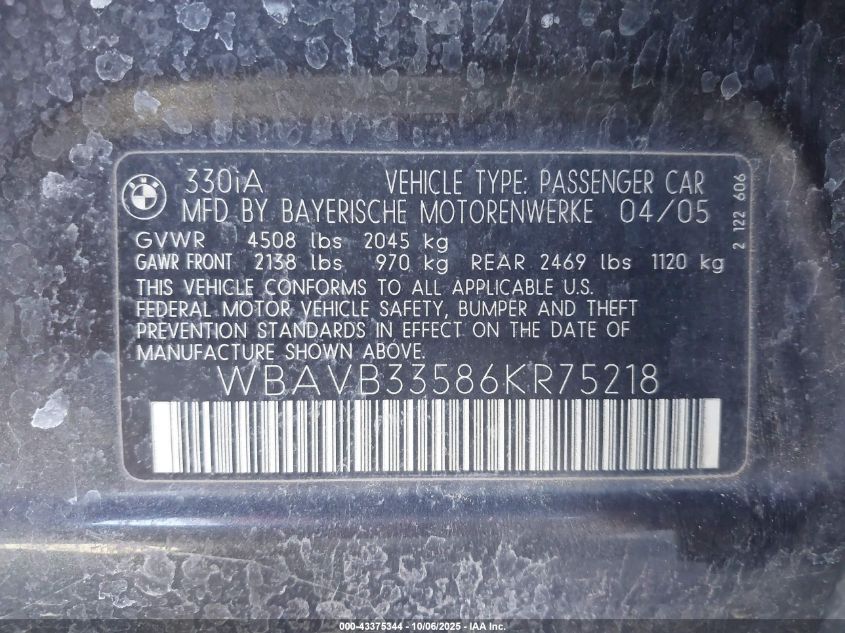 BMW
330iA VEHICLE TYPE: PASSENGER CAR
MFD BY BAYERISCHE MOTORENWERKE 04/05
GVWR 4508 lbs 2045 kg
GAWR FRONT 2138 lbs 970 kg REAR 2469 lbs 1120 kg
THIS VEHICLE CONFORMS TO ALL APPLICABLE U.S.
FEDERAL MOTOR VEHICLE SAFETY, BUMPER AND THEFT
PREVENTION STANDARDS IN EFFECT ON THE DATE OF
MANUFACTURE SHOWN ABOVE.
WBAVB33586KR75218
2 122 606
000-43375344 - 10/06/2025 - IAA Inc.